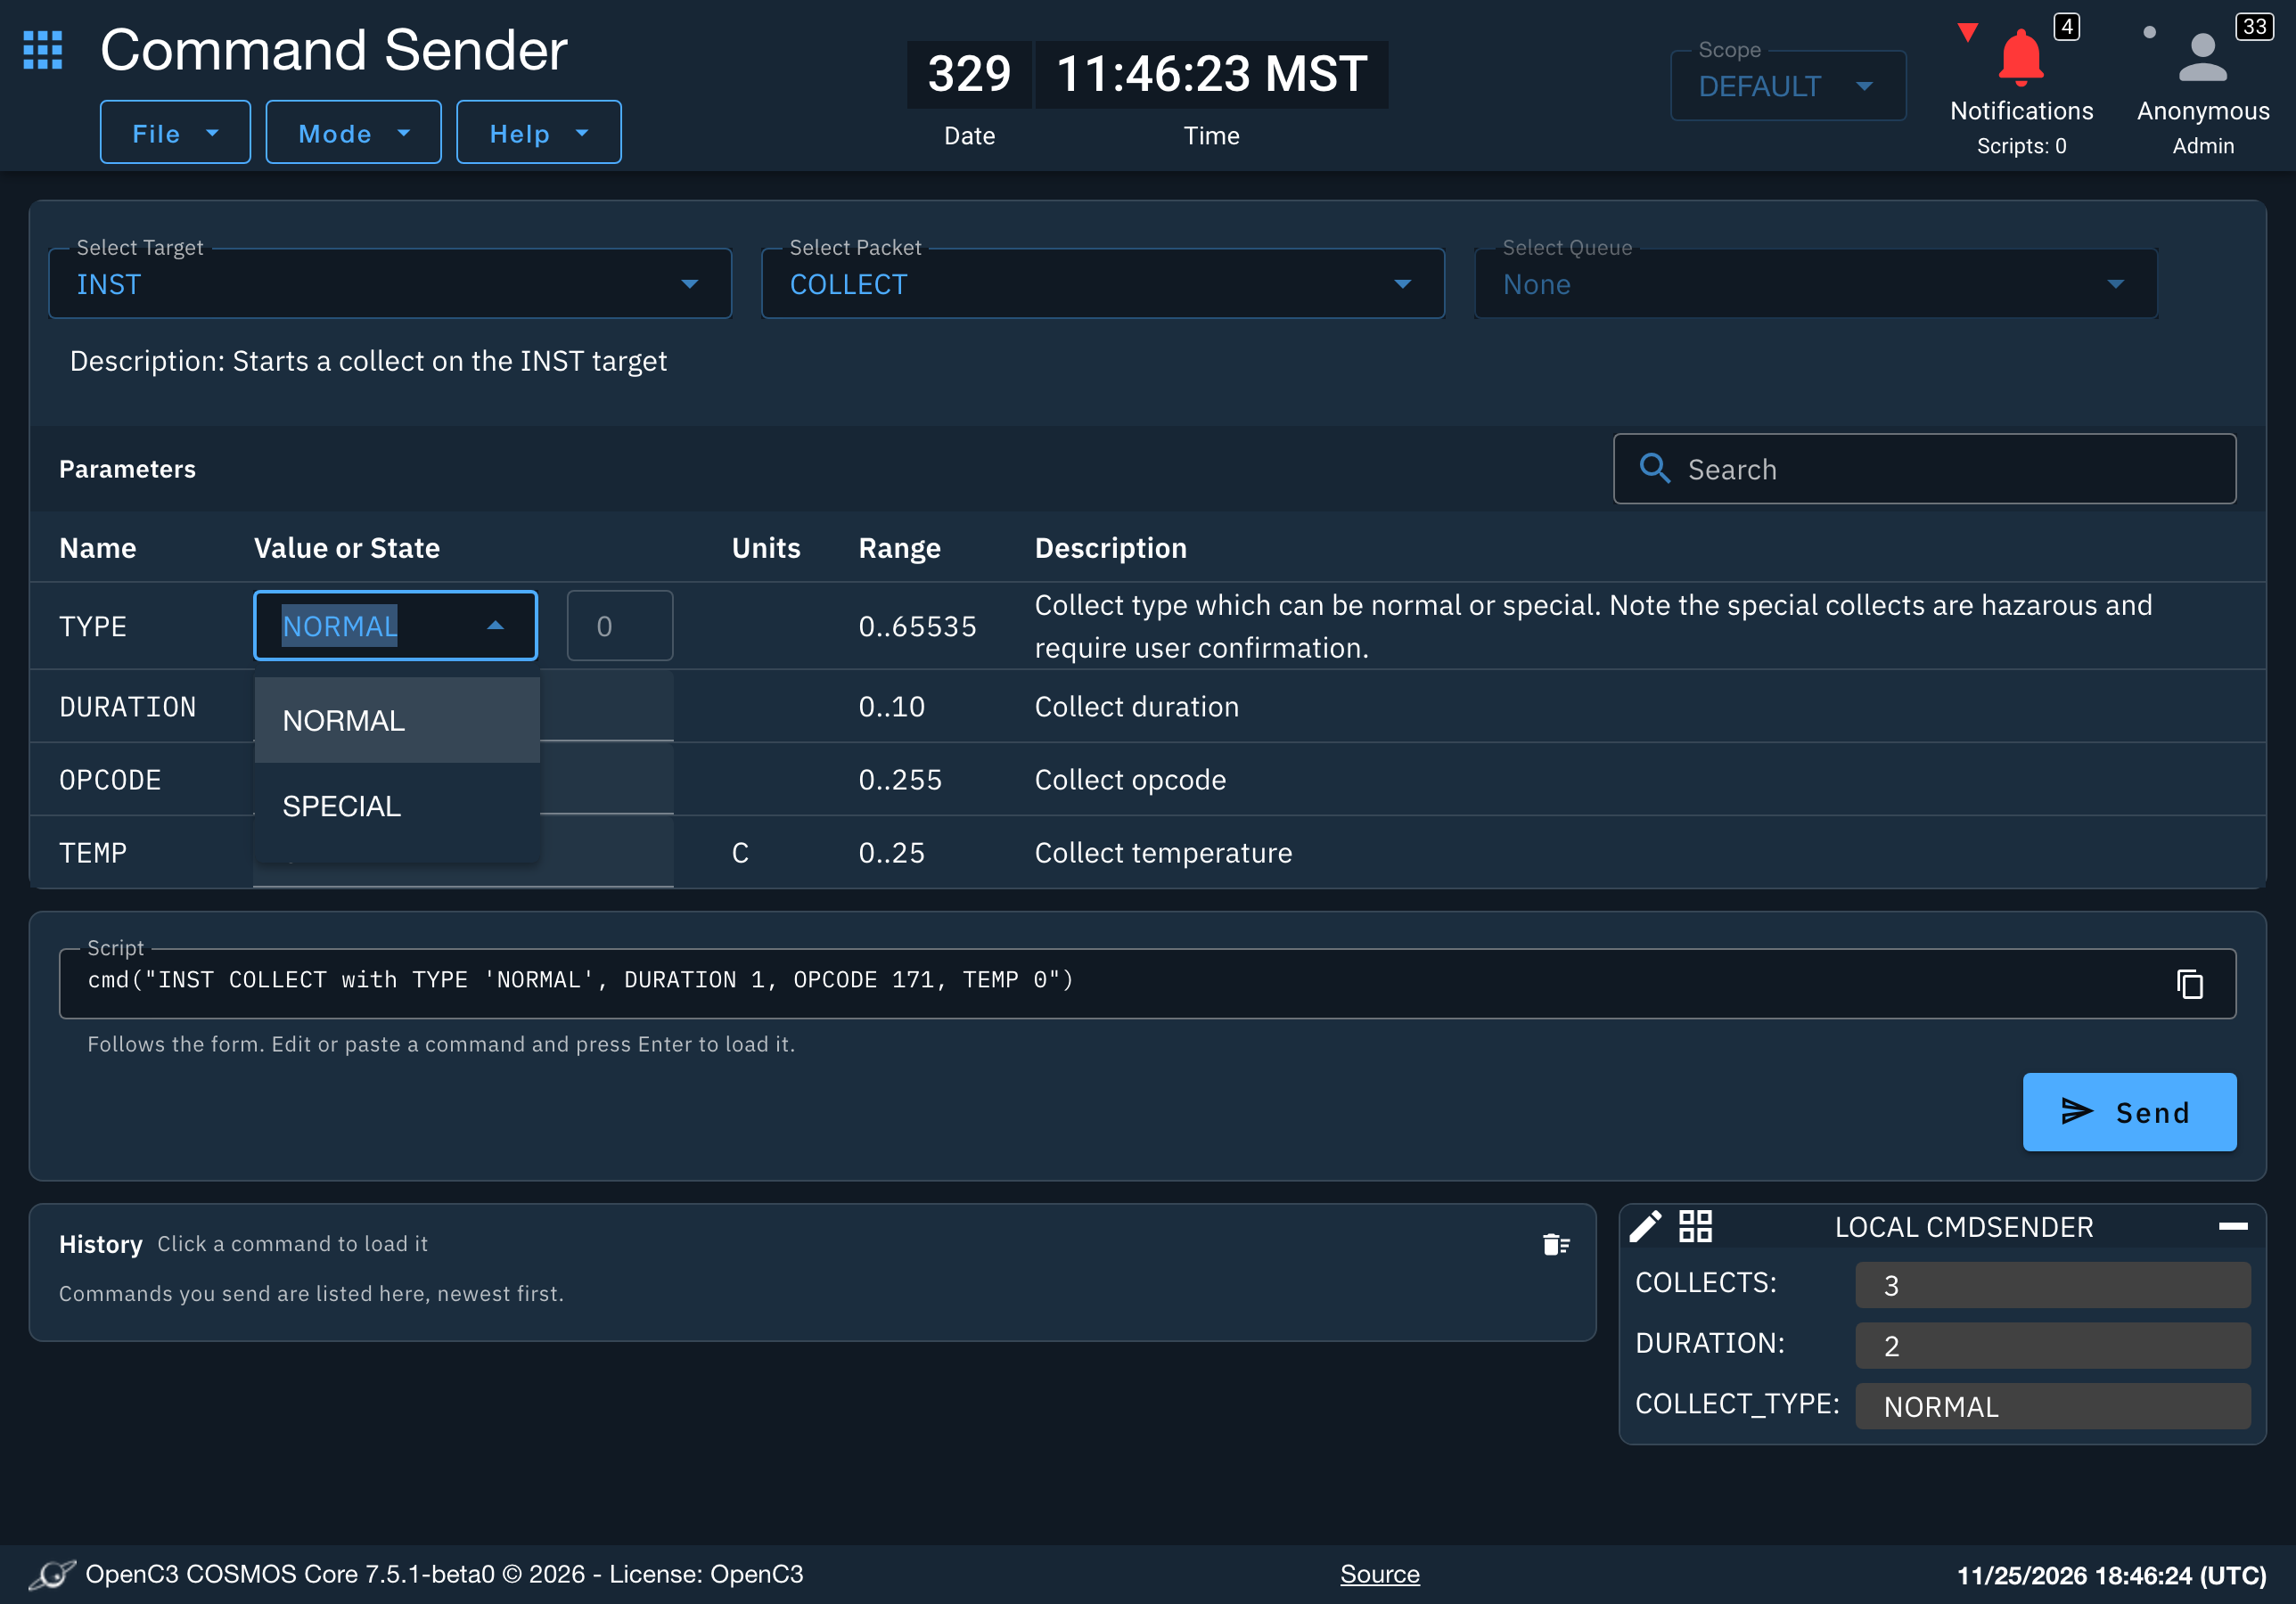 Command Sender
File
Mode
Help
329
11:46:23 MST
Date
Time
Scope
DEFAULT
4
Notifications
Scripts: 0
33
Anonymous
Admin
Select Target
INST
Select Packet
COLLECT
Select Queue
None
Description: Starts a collect on the INST target
Parameters
Search
Name Value or State Units Range Description
TYPE NORMAL 0 0..65535 Collect type which can be normal or special. Note the special collects are hazarous and
require user confirmation.
DURATION 0..10 Collect duration
NORMAL
OPCODE 0..255 Collect opcode
SPECIAL
TEMP C 0..25 Collect temperature
Script
cmd("INST COLLECT with TYPE 'NORMAL', DURATION 1, OPCODE 171, TEMP 0")
Follows the form. Edit or paste a command and press Enter to load it.
Send
History Click a command to load it
Commands you send are listed here, newest first.
LOCAL CMDSENDER
COLLECTS: 3
DURATION: 2
COLLECT_TYPE: NORMAL
OpenC3 COSMOS Core 7.5.1-beta0 © 2026 - License: OpenC3
Source
11/25/2026 18:46:24 (UTC)